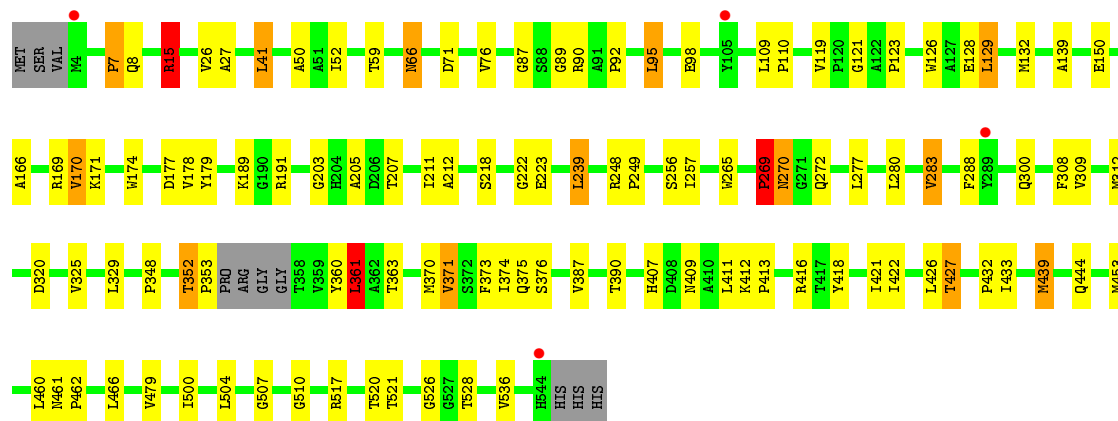 MET SER VAL M4 P7 Q8 R15 V26 A27 L41 A50 A51 I52 T59 N66 D71 V76 G87 S88 G89 R90 A91 P92 L95 E98 Y105 L109 P110 V119 P120 G121 A122 P123 W126 A127 E128 L129 M132 A139 E150
A166 R169 V170 K171 W174 D177 V178 Y179 K189 G190 R191 G203 H204 A205 D206 T207 I211 A212 S218 G222 E223 L239 R248 P249 S256 I257 W265 P269 N270 G271 Q272 L277 L280 V283 F288 Y289 Q300 F308 V309 M312
D320 V325 L329 P348 T352 P353 PRO ARG GLY GLY T358 V359 Y360 L361 A362 T363 M370 V371 S372 F373 I374 Q375 S376 V387 T390 H407 D408 N409 A410 L411 K412 P413 R416 T417 Y418 I421 I422 L426 T427 P432 I433 M439 Q444 M453
L460 N461 P462 L466 V479 I500 L504 G507 G510 R517 T520 T521 G526 G527 T528 V536 H544 HIS HIS HIS